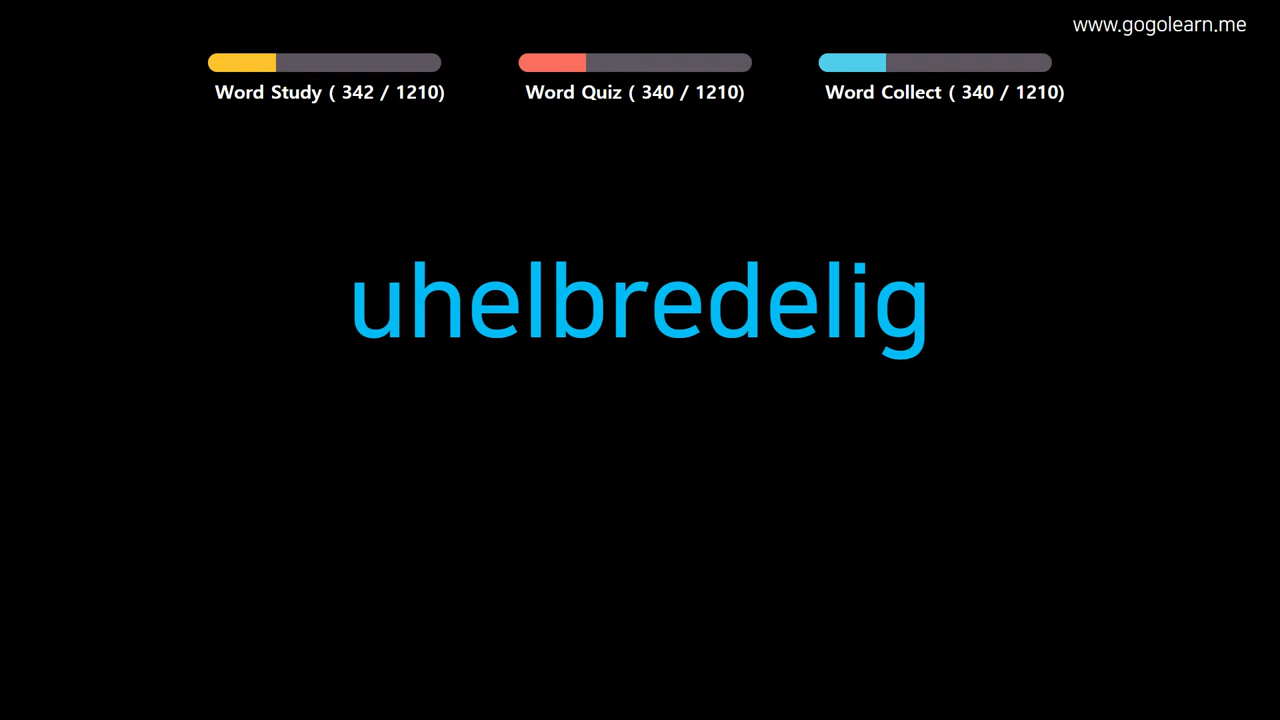 www.gogolearn.me
Word Study ( 342 / 1210)
Word Quiz ( 340 / 1210)
Word Collect ( 340 / 1210)
uhelbredelig